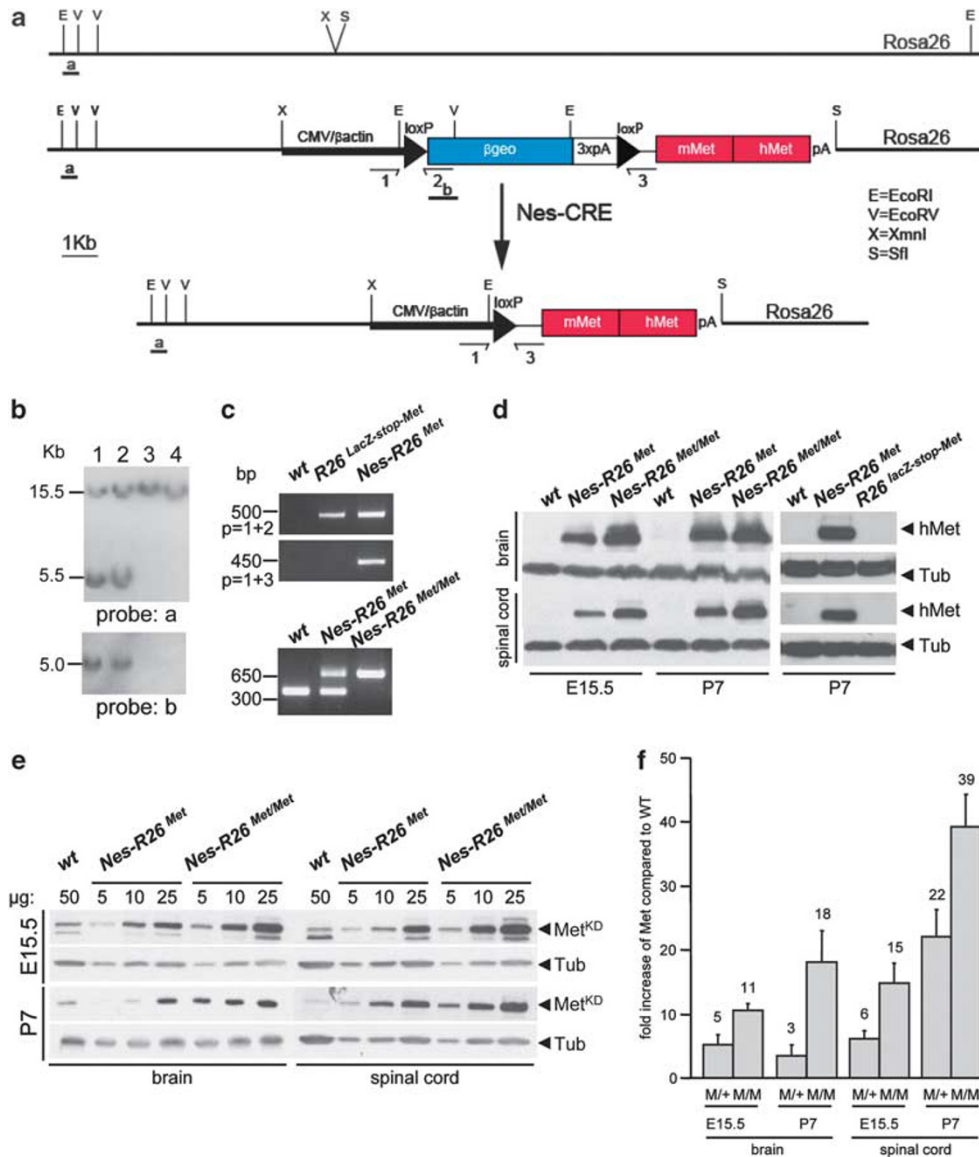 a
E V V X S E
Rosa26
a
E V V X E loxP V E loxP S
CMV/βactin βgeo 3xpA mMet hMet pA Rosa26
a 1 2 b 3
1Kb
Nes-CRE
E=EcoRI
V=EcoRV
X=XmnI
S=SfI
E V V X E loxP S
CMV/βactin mMet hMet pA Rosa26
a 1 3
b
Kb 1 2 3 4
15.5
5.5
probe: a
5.0
probe: b
c
bp wt R26 LacZ-stop-Met Nes-R26 Met
500
p=1+2
450
p=1+3
wt Nes-R26 Met Nes-R26 Met/Met
650
300
d
wt Nes-R26 Met Nes-R26 Met/Met wt Nes-R26 Met Nes-R26 Met/Met wt Nes-R26 Met R26 lacZ-stop-Met
brain hMet
Tub
spinal cord hMet
Tub
E15.5 P7 P7
e
wt Nes-R26 Met Nes-R26 Met/Met wt Nes-R26 Met Nes-R26 Met/Met
μg: 50 5 10 25 5 10 25 50 5 10 25 5 10 25
E15.5 MetKD
Tub
P7 MetKD
Tub
brain spinal cord
f
fold increase of Met compared to WT
50
40
30
20
10
0
5 11 3 18 6 15 22 39
M/+ M/M M/+ M/M M/+ M/M M/+ M/M
E15.5 P7 E15.5 P7
brain spinal cord